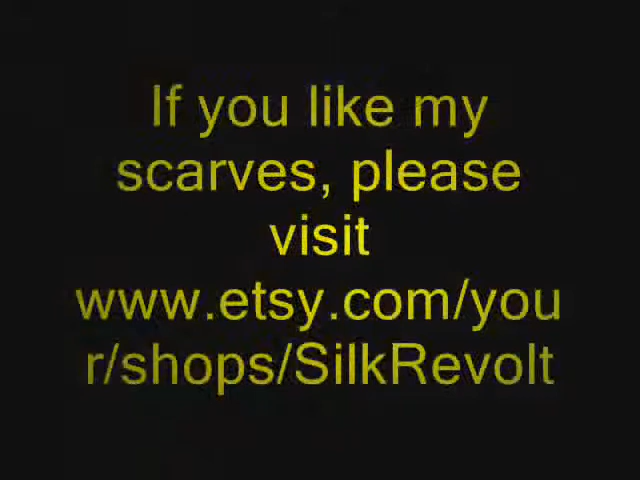 If you like my
scarves, please
visit
www.etsy.com/you
r/shops/SilkRevolt